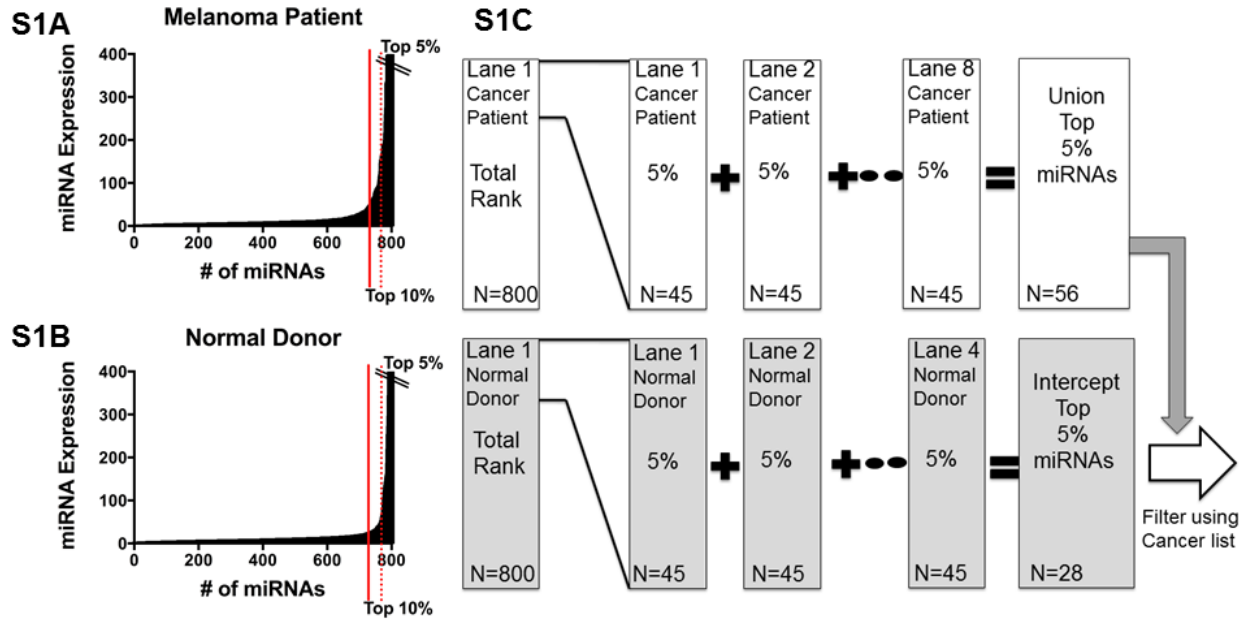 S1A
Melanoma Patient
Top 5%
400
300
200
100
0
miRNA Expression
0 200 400 600 800
# of miRNAs
Top 10%
S1B
Normal Donor
Top 5%
400
300
200
100
0
miRNA Expression
0 200 400 600 800
# of miRNAs
Top 10%
S1C
Lane 1
Cancer
Patient
Total
Rank
N=800
Lane 1
Cancer
Patient
5%
N=45
+
Lane 2
Cancer
Patient
5%
N=45
+
Lane 8
Cancer
Patient
5%
N=45
=
Union
Top
5%
miRNAs
N=56
Lane 1
Normal
Donor
Total
Rank
N=800
Lane 1
Normal
Donor
5%
N=45
+
Lane 2
Normal
Donor
5%
N=45
+
Lane 4
Normal
Donor
5%
N=45
=
Intercept
Top
5%
miRNAs
N=28
Filter using
Cancer list